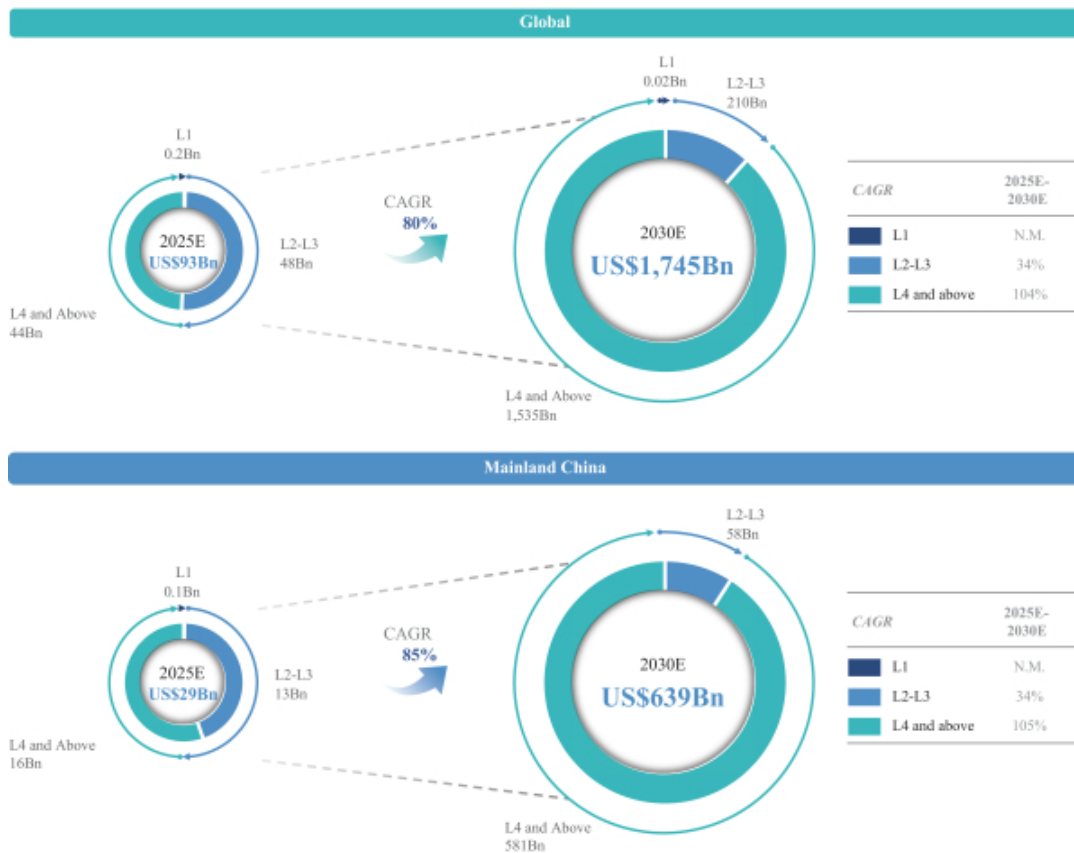 Global
L1
0.02Bn
L2-L3
210Bn
L1
0.2Bn
2025E
US$93Bn
L2-L3
48Bn
L4 and Above
44Bn
CAGR
80%
2030E
US$1,745Bn
L4 and Above
1,535Bn
CAGR 2025E-
2030E
L1 N.M.
L2-L3 34%
L4 and above 104%
Mainland China
L2-L3
58Bn
L1
0.1Bn
2025E
US$29Bn
L2-L3
13Bn
L4 and Above
16Bn
CAGR
85%
2030E
US$639Bn
L4 and Above
581Bn
CAGR 2025E-
2030E
L1 N.M.
L2-L3 34%
L4 and above 105%